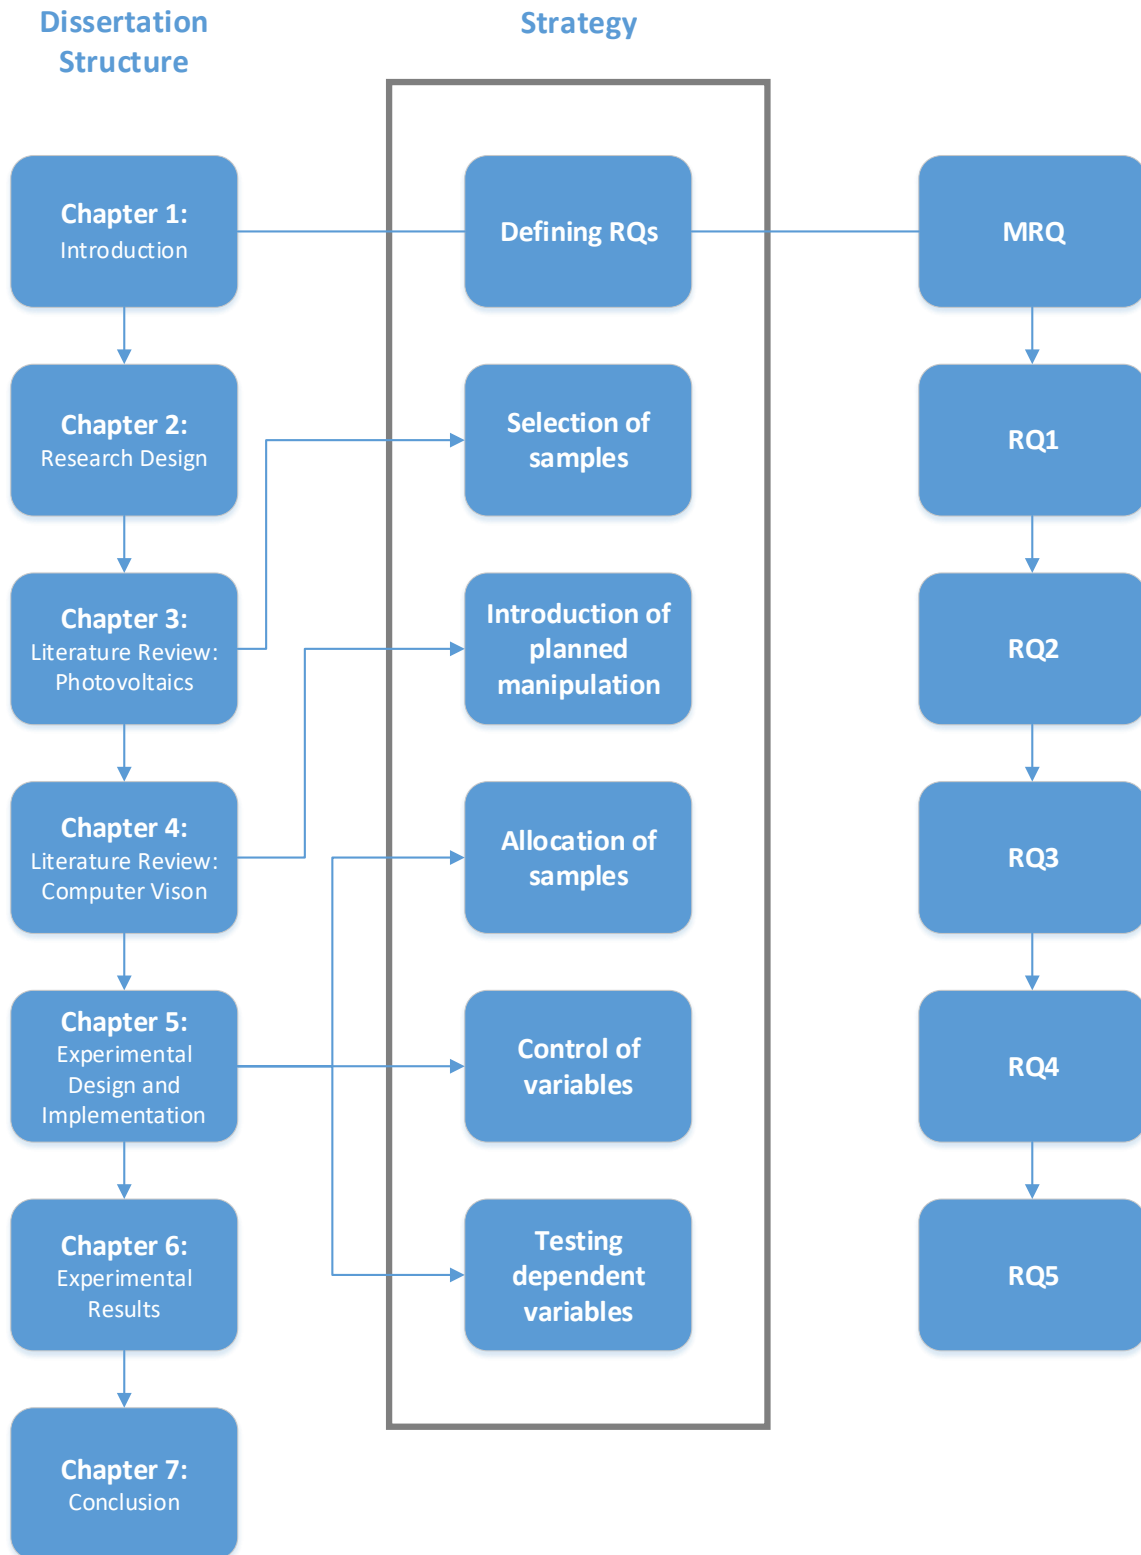 Dissertation
Structure
Strategy
Chapter 1:
Introduction
Defining RQs
MRQ
Chapter 2:
Research Design
Selection of
samples
RQ1
Chapter 3:
Literature Review:
Photovoltaics
Introduction of
planned
manipulation
RQ2
Chapter 4:
Literature Review:
Computer Vison
Allocation of
samples
RQ3
Chapter 5:
Experimental
Design and
Implementation
Control of
variables
RQ4
Chapter 6:
Experimental
Results
Testing
dependent
variables
RQ5
Chapter 7:
Conclusion